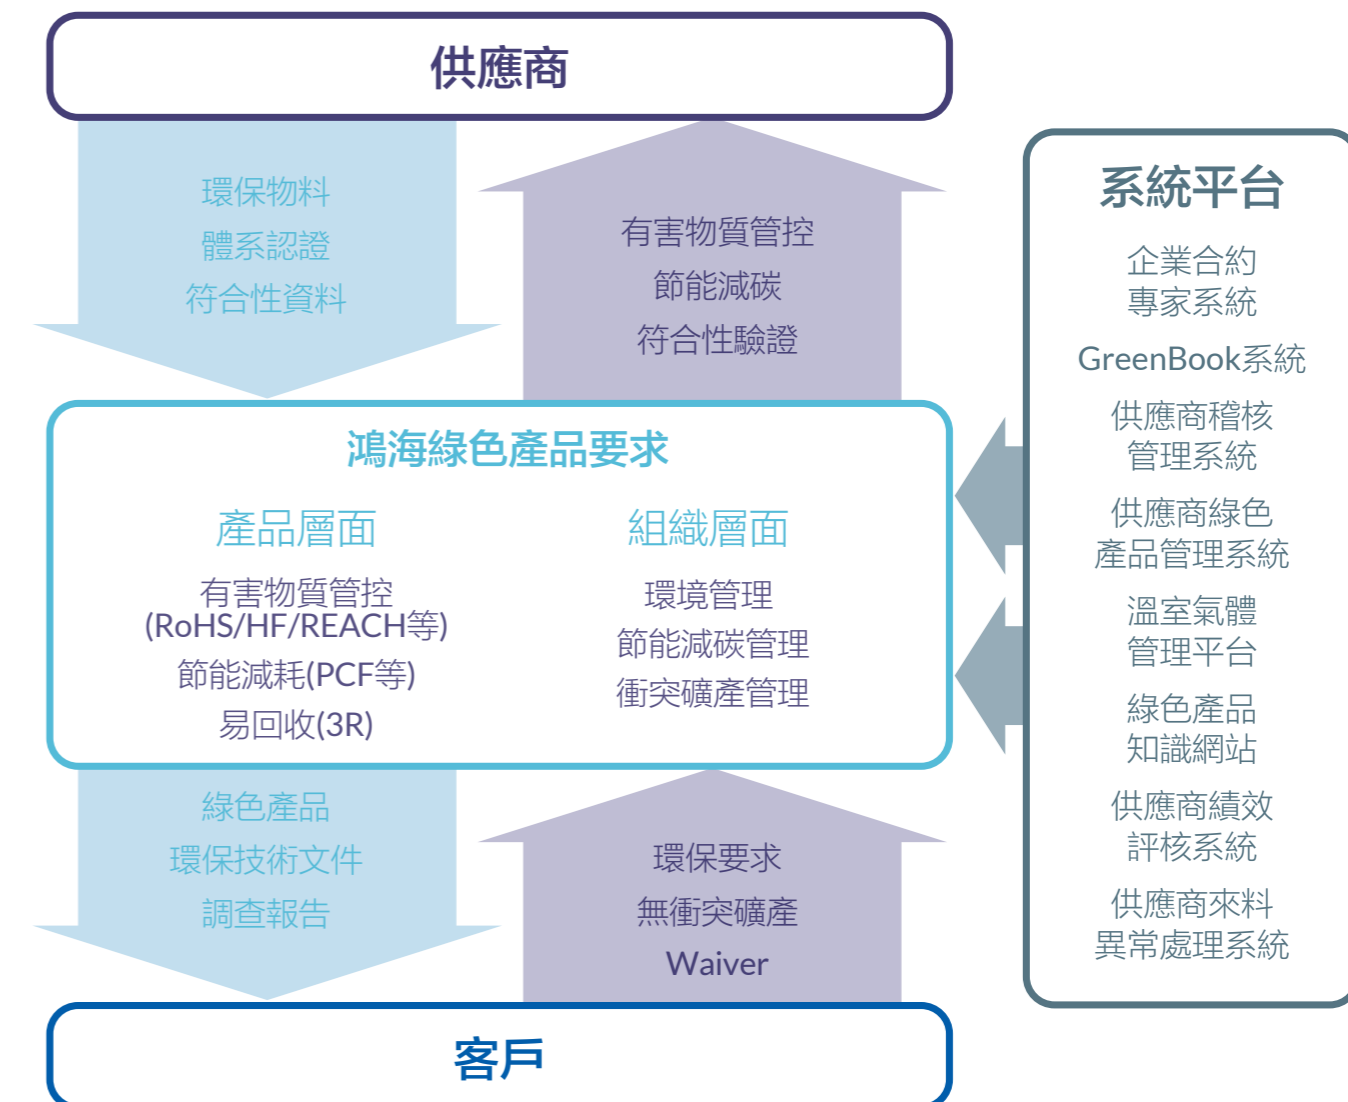 供應商
環保物料
體系認證
符合性資料
有害物質管控
節能減碳
符合性驗證
鴻海綠色產品要求
產品層面
有害物質管控
(RoHS/HF/REACH等)
節能減耗(PCF等)
易回收(3R)
組織層面
環境管理
節能減碳管理
衝突礦產管理
綠色產品
環保技術文件
調查報告
環保要求
無衝突礦產
Waiver
客戶
系統平台
企業合約
專家系統
GreenBook系統
供應商稽核
管理系統
供應商綠色
產品管理系統
溫室氣體
管理平台
綠色產品
知識網站
供應商績效
評核系統
供應商來料
異常處理系統